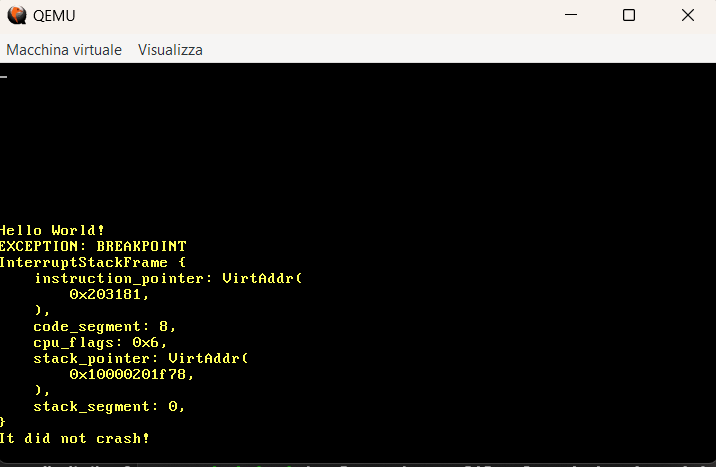 QEMU
Macchina virtuale Visualizza
Hello World!
EXCEPTION: BREAKPOINT
InterruptStackFrame {
    instruction_pointer: VirtAddr(
        0x203181,
    ),
    code_segment: 8,
    cpu_flags: 0x6,
    stack_pointer: VirtAddr(
        0x10000201f78,
    ),
    stack_segment: 0,
}
It did not crash!